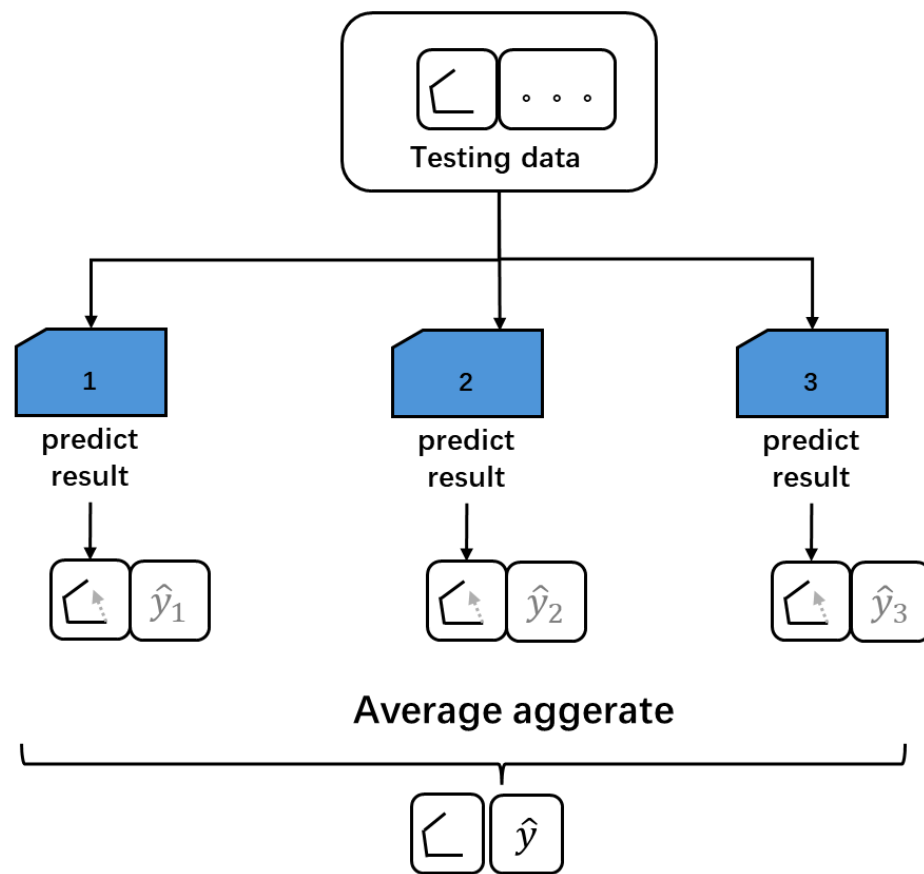 Testing data
1
2
3
predict
result
predict
result
predict
result
ŷ₁
ŷ₂
ŷ₃
Average aggerate
ŷ